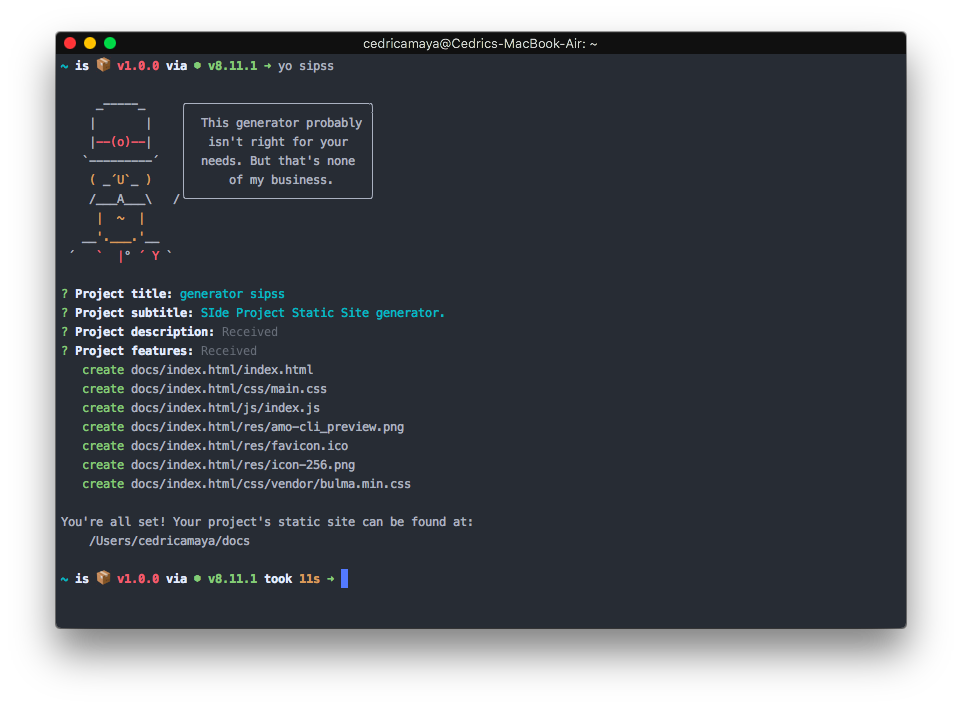 cedricamaya@Cedrics-MacBook-Air: ~
~ is 📦 v1.0.0 via ⬢ v8.11.1 ➜ yo sipss
     _-----_
    |       |
    |--(o)--|
   `---------´
    ( _´U`_ )
    /___A___\   /
     |  ~  |
   __'.___.'__
 ´   `  |° ´ Y `
This generator probably
isn't right for your
needs. But that's none
of my business.
? Project title: generator sipss
? Project subtitle: SIde Project Static Site generator.
? Project description: Received
? Project features: Received
   create docs/index.html/index.html
   create docs/index.html/css/main.css
   create docs/index.html/js/index.js
   create docs/index.html/res/amo-cli_preview.png
   create docs/index.html/res/favicon.ico
   create docs/index.html/res/icon-256.png
   create docs/index.html/css/vendor/bulma.min.css
You're all set! Your project's static site can be found at:
    /Users/cedricamaya/docs
~ is 📦 v1.0.0 via ⬢ v8.11.1 took 11s ➜